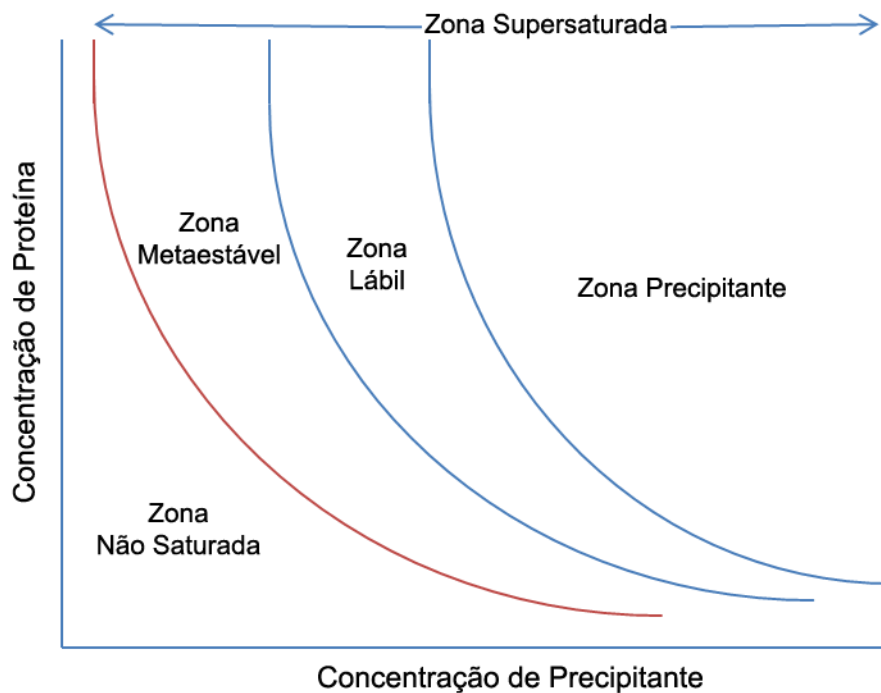 Zona Supersaturada
Concentração de Proteína
Zona
Metaestável
Zona
Lábil
Zona Precipitante
Zona
Não Saturada
Concentração de Precipitante